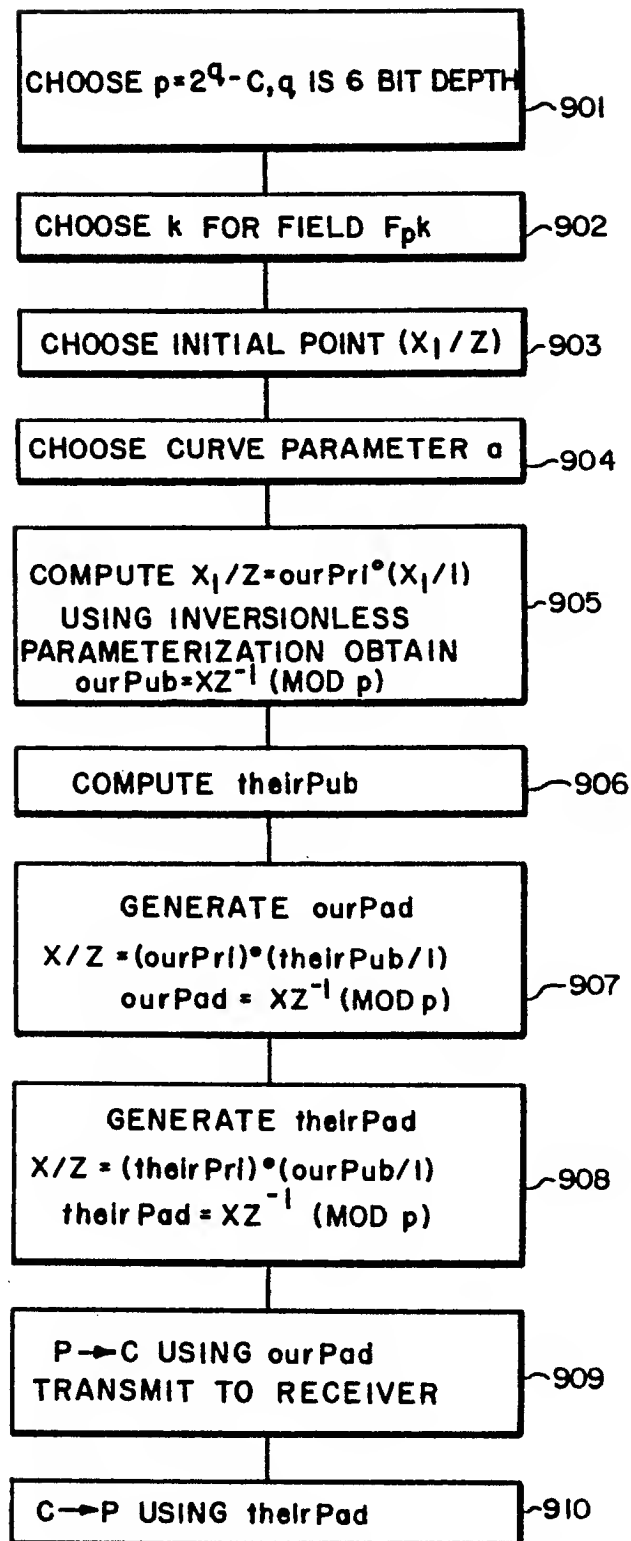 CHOOSE p=2^q-C, q IS 6 BIT DEPTH
901
CHOOSE k FOR FIELD F_pk
902
CHOOSE INITIAL POINT (X₁/Z)
903
CHOOSE CURVE PARAMETER a
904
COMPUTE X₁/Z=ourPri°(X₁/1)
USING INVERSIONLESS
PARAMETERIZATION OBTAIN
ourPub=XZ⁻¹ (MOD p)
905
COMPUTE theirPub
906
GENERATE ourPad
X/Z =(ourPri)°(theirPub/1)
ourPad = XZ⁻¹ (MOD p)
907
GENERATE theirPad
X/Z = (theirPri)°(ourPub/1)
theirPad = XZ⁻¹ (MOD p)
908
P→C USING ourPad
TRANSMIT TO RECEIVER
909
C→P USING theirPad
910